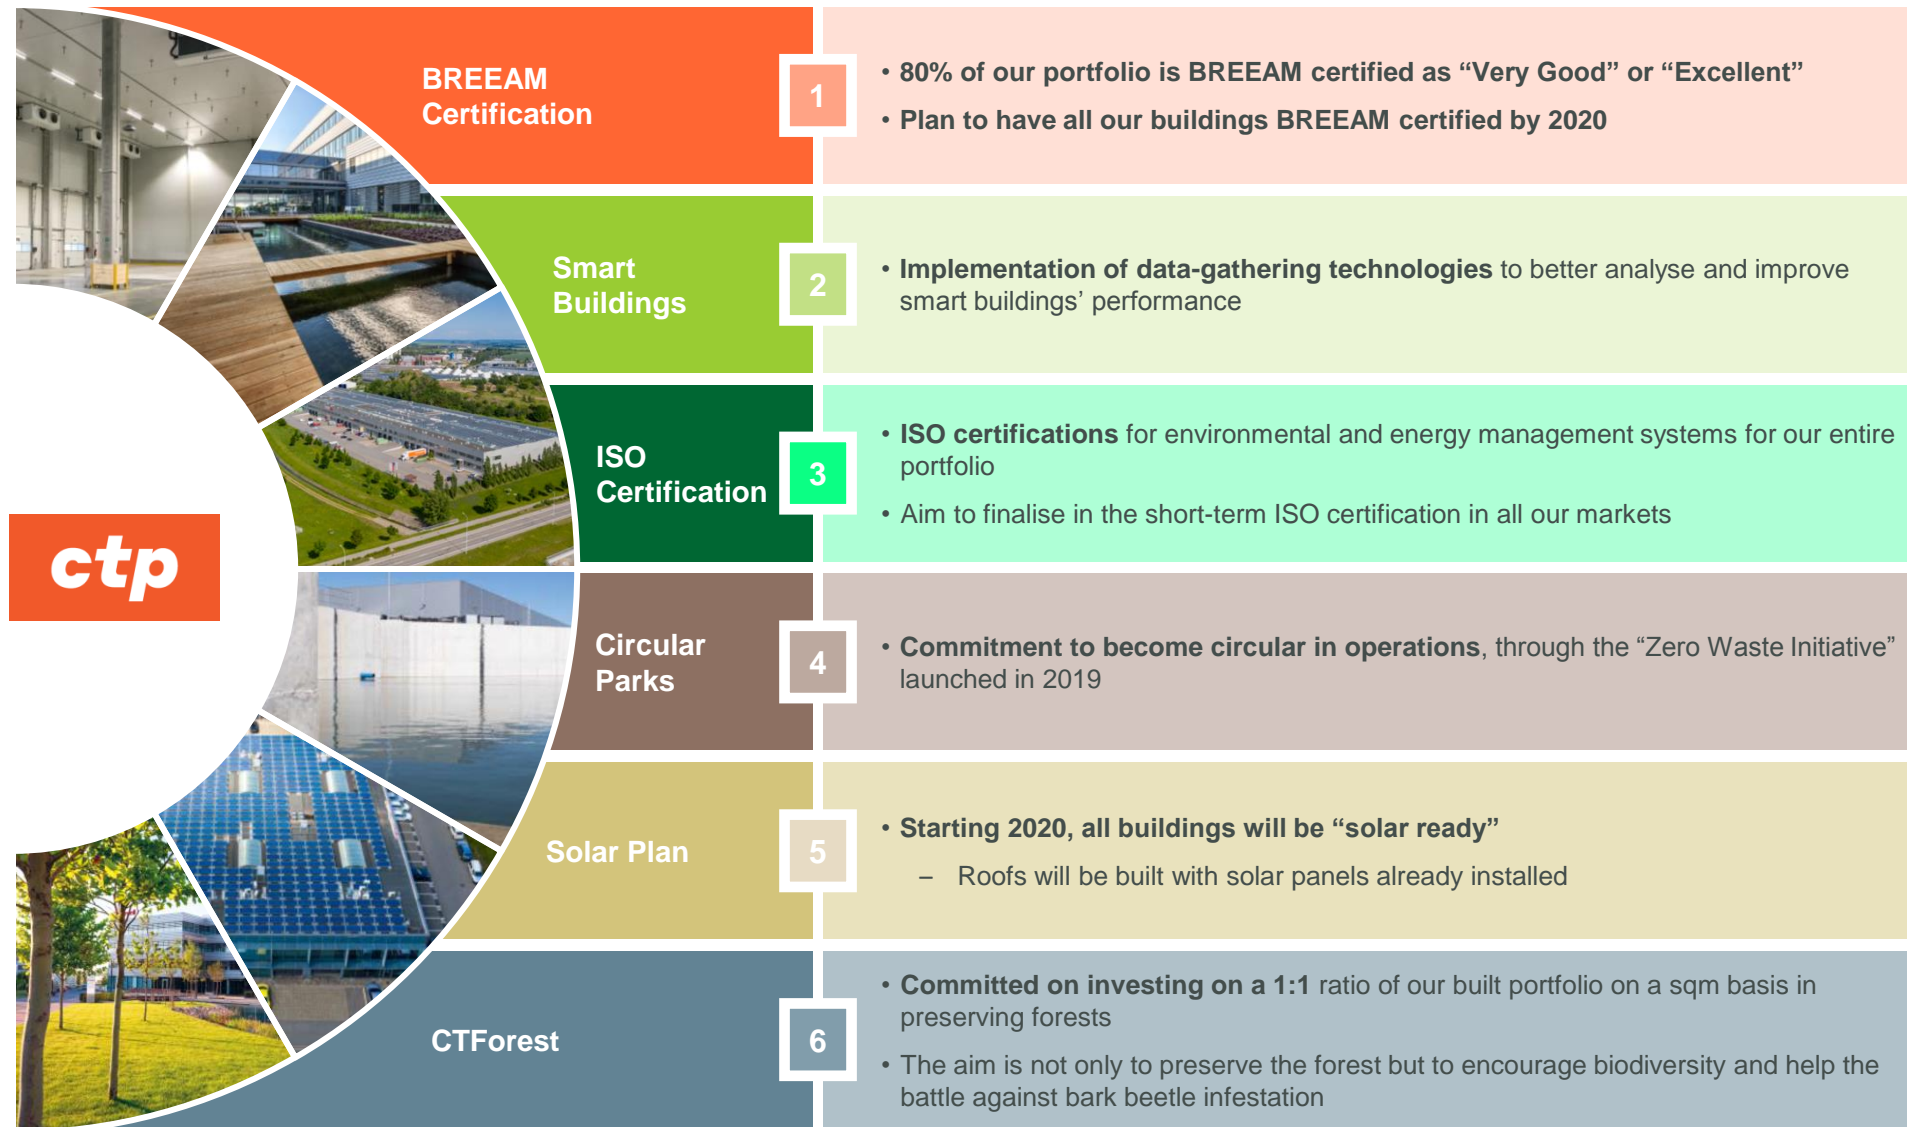 ctp
BREEAM
Certification
1
• 80% of our portfolio is BREEAM certified as “Very Good” or “Excellent”
• Plan to have all our buildings BREEAM certified by 2020
Smart
Buildings
2
• Implementation of data-gathering technologies to better analyse and improve
smart buildings’ performance
ISO
Certification
3
• ISO certifications for environmental and energy management systems for our entire
portfolio
• Aim to finalise in the short-term ISO certification in all our markets
Circular
Parks
4
• Commitment to become circular in operations, through the “Zero Waste Initiative”
launched in 2019
Solar Plan
5
• Starting 2020, all buildings will be “solar ready”
– Roofs will be built with solar panels already installed
CTForest
6
• Committed on investing on a 1:1 ratio of our built portfolio on a sqm basis in
preserving forests
• The aim is not only to preserve the forest but to encourage biodiversity and help the
battle against bark beetle infestation